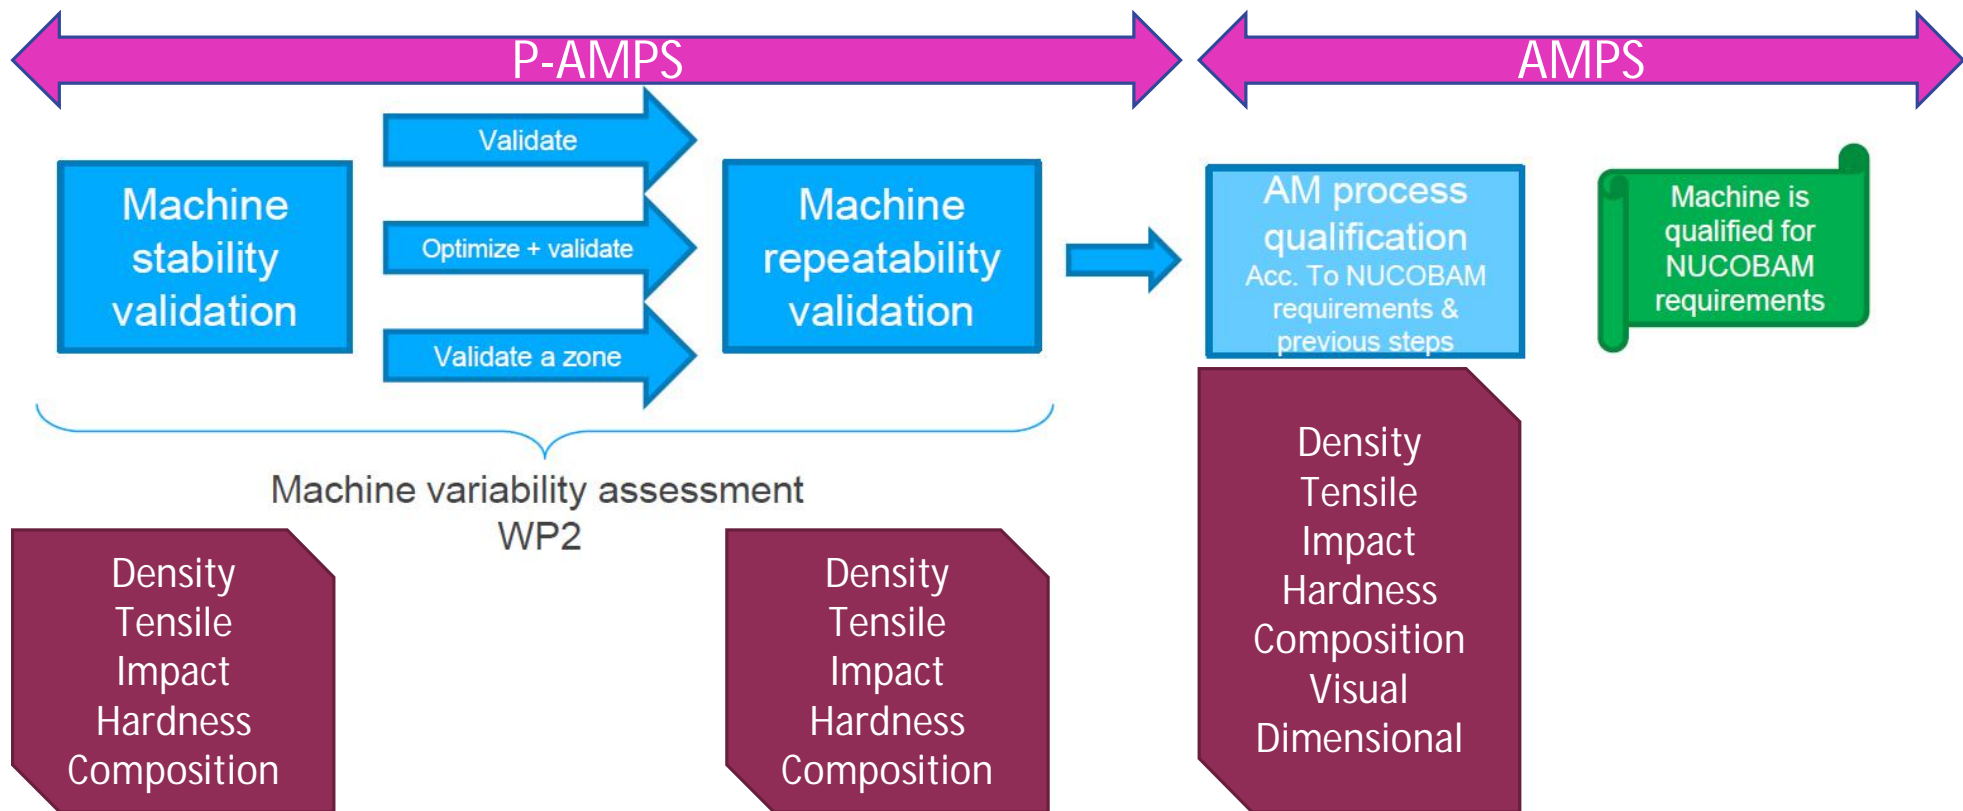 P-AMPS
AMPS
Machine
stability
validation
Validate
Optimize + validate
Validate a zone
Machine
repeatability
validation
AM process
qualification
Acc. To NUCOBAM
requirements &
previous steps
Machine is
qualified for
NUCOBAM
requirements
Machine variability assessment
WP2
Density
Tensile
Impact
Hardness
Composition
Density
Tensile
Impact
Hardness
Composition
Density
Tensile
Impact
Hardness
Composition
Visual
Dimensional